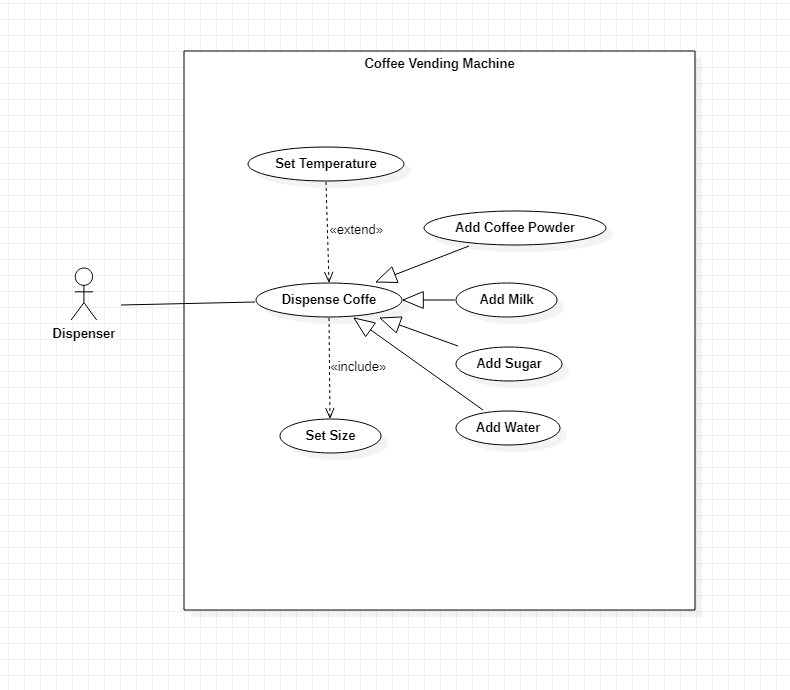 Coffee Vending Machine
Set Temperature
«extend»
Add Coffee Powder
Dispense Coffe
Add Milk
Dispenser
«include»
Add Sugar
Set Size
Add Water